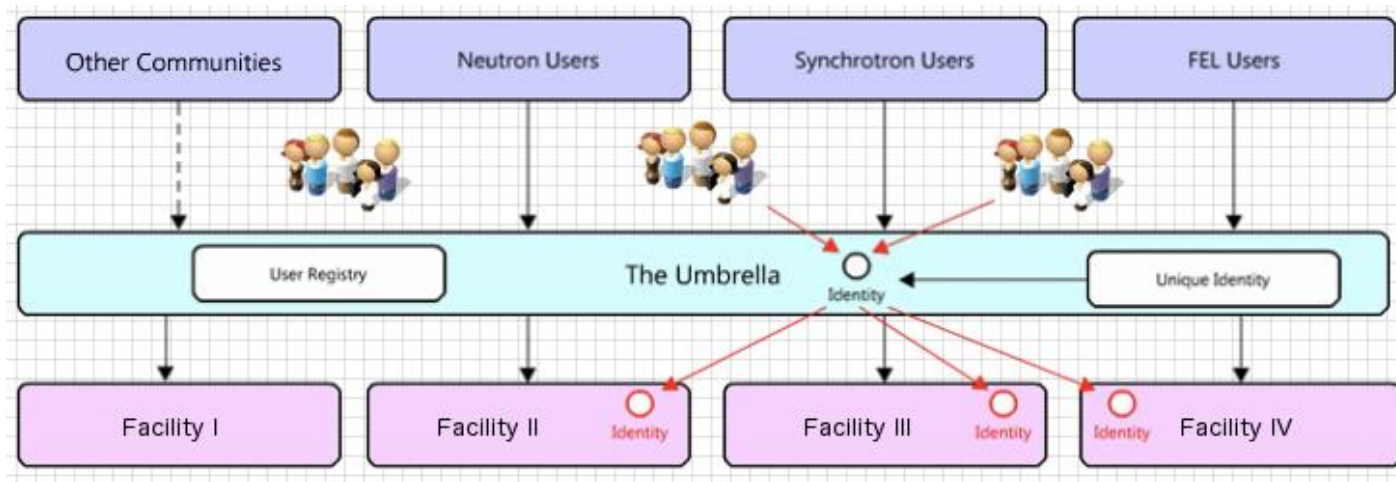 Other Communities
Neutron Users
Synchrotron Users
FEL Users
User Registry
The Umbrella
Identity
Unique Identity
Facility I
Facility II
Identity
Facility III
Identity
Identity
Facility IV